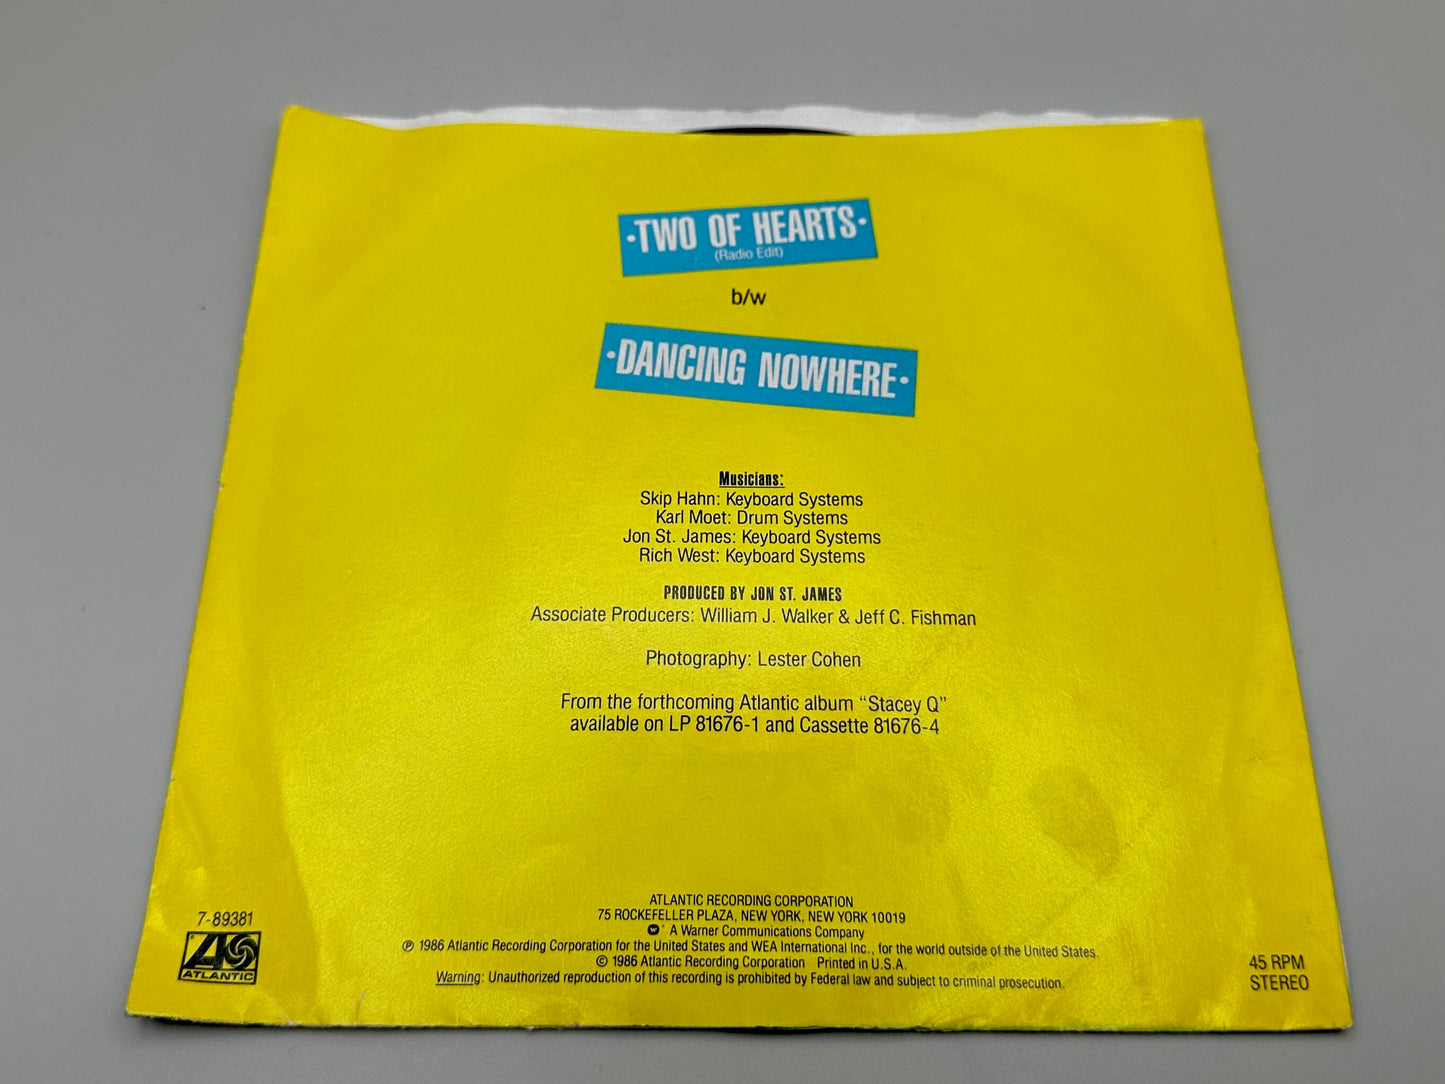 •TWO OF HEARTS•
(Radio Edit)
b/w
•DANCING NOWHERE•
Musicians:
Skip Hahn: Keyboard Systems
Karl Moet: Drum Systems
Jon St. James: Keyboard Systems
Rich West: Keyboard Systems
PRODUCED BY JON ST. JAMES
Associate Producers: William J. Walker & Jeff C. Fishman
Photography: Lester Cohen
From the forthcoming Atlantic album “Stacey Q”
available on LP 81676-1 and Cassette 81676-4
ATLANTIC RECORDING CORPORATION
75 ROCKEFELLER PLAZA, NEW YORK, NEW YORK 10019
A Warner Communications Company
℗ 1986 Atlantic Recording Corporation for the United States and WEA International Inc., for the world outside of the United States.
© 1986 Atlantic Recording Corporation Printed in U.S.A.
Warning: Unauthorized reproduction of this recording is prohibited by Federal law and subject to criminal prosecution.
7-89381
ATLANTIC
45 RPM
STEREO